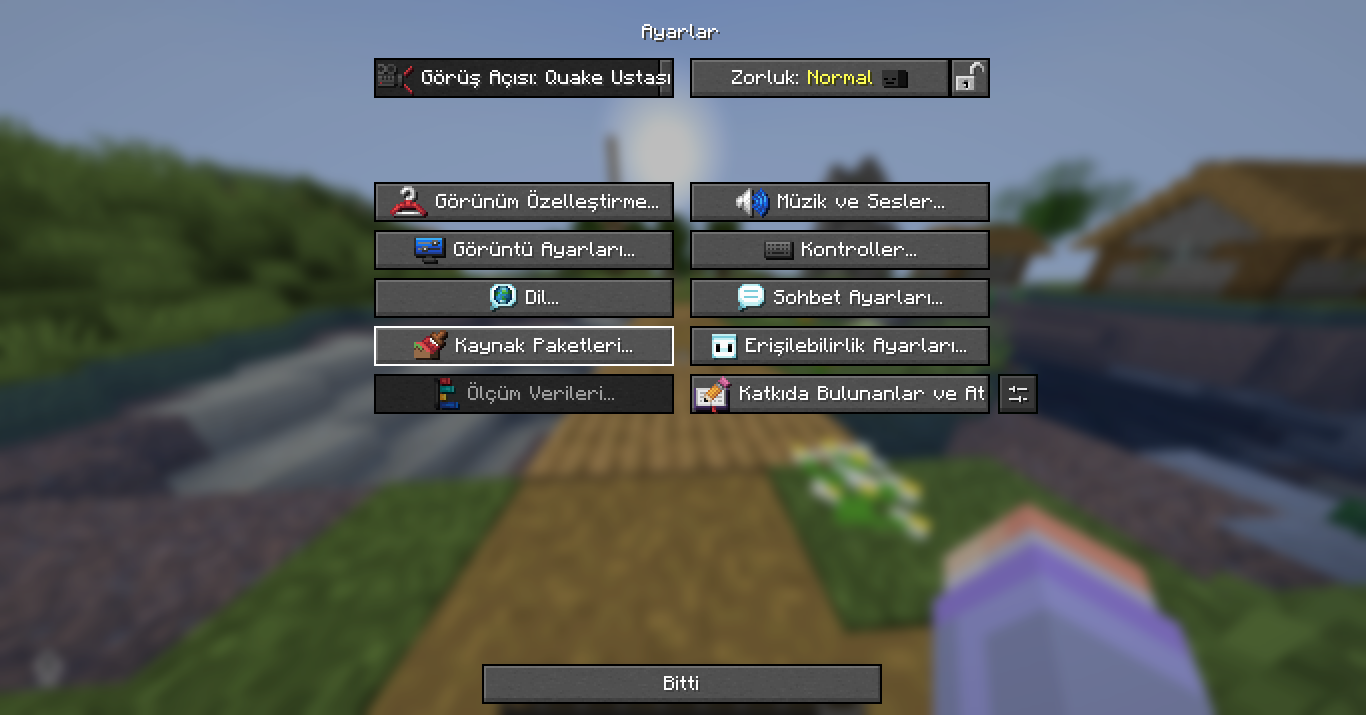 Ayarlar
Görüş Açısı: Quake Ustası
Zorluk: Normal
Görünüm Özelleştirme...
Müzik ve Sesler...
Görüntü Ayarları...
Kontroller...
Dil...
Sohbet Ayarları...
Kaynak Paketleri...
Erişilebilirlik Ayarları...
Ölçüm Verileri...
Katkıda Bulunanlar ve At
Bitti